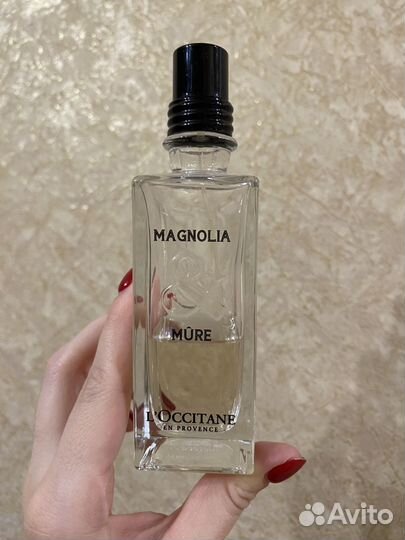 MAGNOLIA
&
MÛRE
L'OCCITANE
EN PROVENCE
Avito